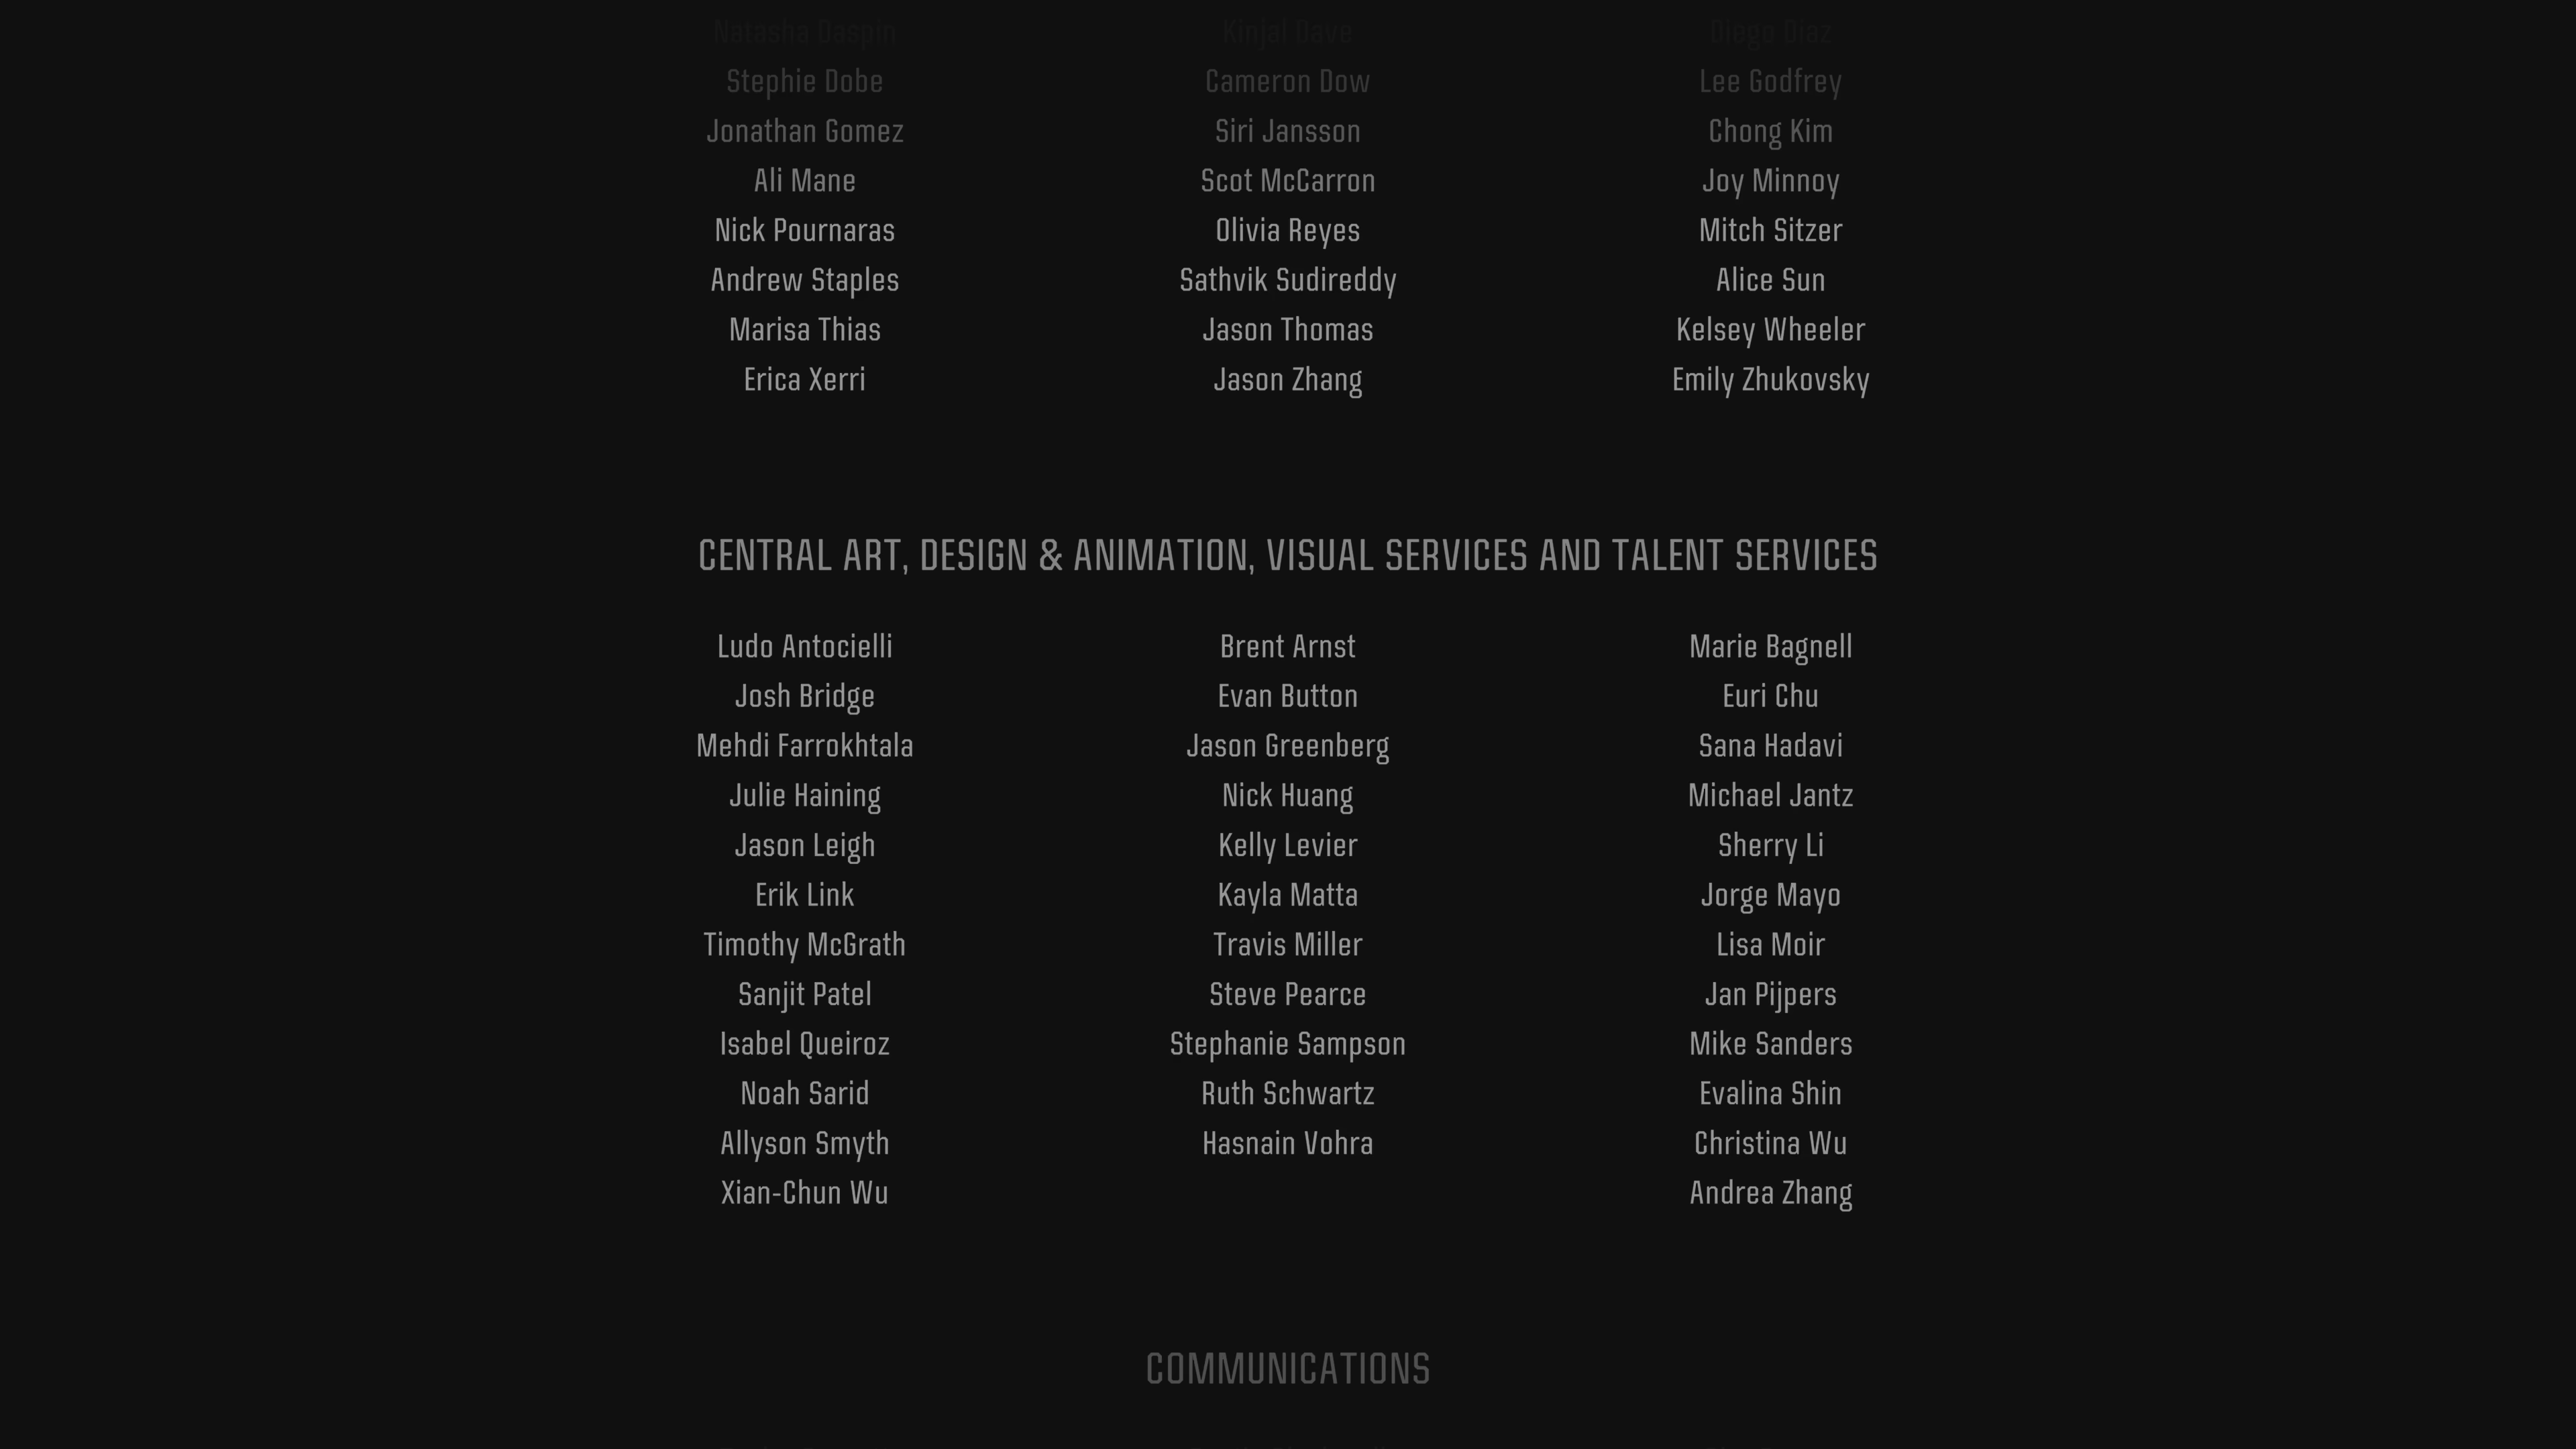 Natasha Daspin Kinjal Dave Diego Diaz
Stephie Dobe Cameron Dow Lee Godfrey
Jonathan Gomez Siri Jansson Chong Kim
Ali Mane Scot McCarron Joy Minnoy
Nick Pournaras Olivia Reyes Mitch Sitzer
Andrew Staples Sathvik Sudireddy Alice Sun
Marisa Thias Jason Thomas Kelsey Wheeler
Erica Xerri Jason Zhang Emily Zhukovsky
CENTRAL ART, DESIGN & ANIMATION, VISUAL SERVICES AND TALENT SERVICES
Ludo Antocielli Brent Arnst Marie Bagnell
Josh Bridge Evan Button Euri Chu
Mehdi Farrokhtala Jason Greenberg Sana Hadavi
Julie Haining Nick Huang Michael Jantz
Jason Leigh Kelly Levier Sherry Li
Erik Link Kayla Matta Jorge Mayo
Timothy McGrath Travis Miller Lisa Moir
Sanjit Patel Steve Pearce Jan Pijpers
Isabel Queiroz Stephanie Sampson Mike Sanders
Noah Sarid Ruth Schwartz Evalina Shin
Allyson Smyth Hasnain Vohra Christina Wu
Xian-Chun Wu Andrea Zhang
COMMUNICATIONS